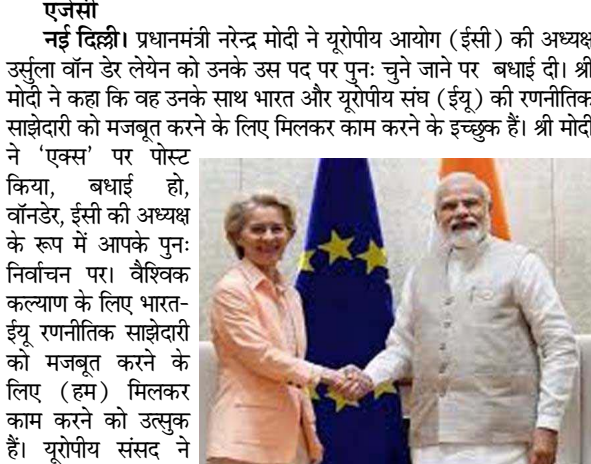 एजेंसी
नई दिल्ली। प्रधानमंत्री नरेन्द्र मोदी ने यूरोपीय आयोग (ईसी) की अध्यक्ष
उर्सुला वॉन डेर लेयेन को उनके उस पद पर पुनः चुने जाने पर बधाई दी। श्री
मोदी ने कहा कि वह उनके साथ भारत और यूरोपीय संघ (ईयू) की रणनीतिक
साझेदारी को मजबूत करने के लिए मिलकर काम करने के इच्छुक हैं। श्री मोदी
ने ‘एक्स’ पर पोस्ट
किया, बधाई हो,
वॉनडेर, ईसी की अध्यक्ष
के रूप में आपके पुनः
निर्वाचन पर। वैश्विक
कल्याण के लिए भारत-
ईयू रणनीतिक साझेदारी
को मजबूत करने के
लिए (हम) मिलकर
काम करने को उत्सुक
हैं। यूरोपीय संसद ने